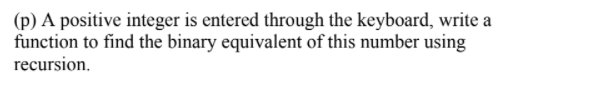 (p) A positive integer is entered through the keyboard, write a
function to find the binary equivalent of this number using
recursion.